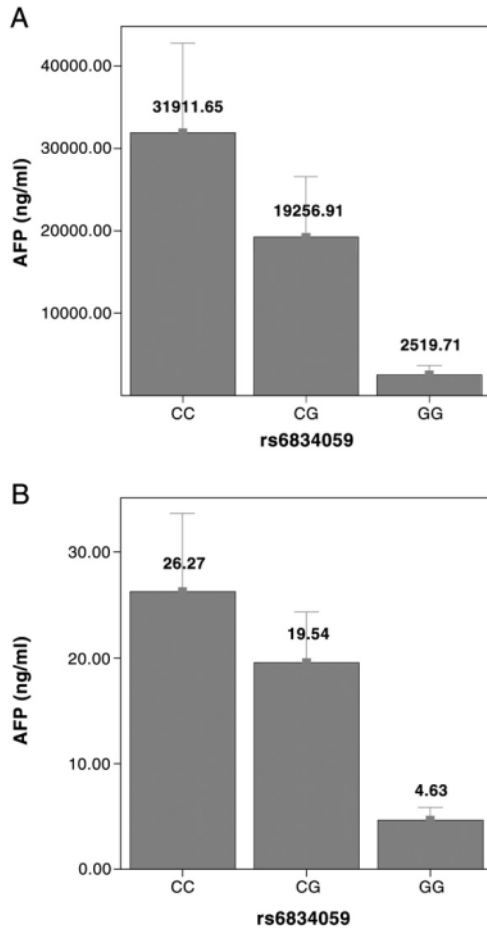 A
AFP (ng/ml)
40000.00
30000.00
20000.00
10000.00
31911.65
19256.91
2519.71
CC
CG
GG
rs6834059
B
AFP (ng/ml)
30.00
20.00
10.00
0.00
26.27
19.54
4.63
CC
CG
GG
rs6834059